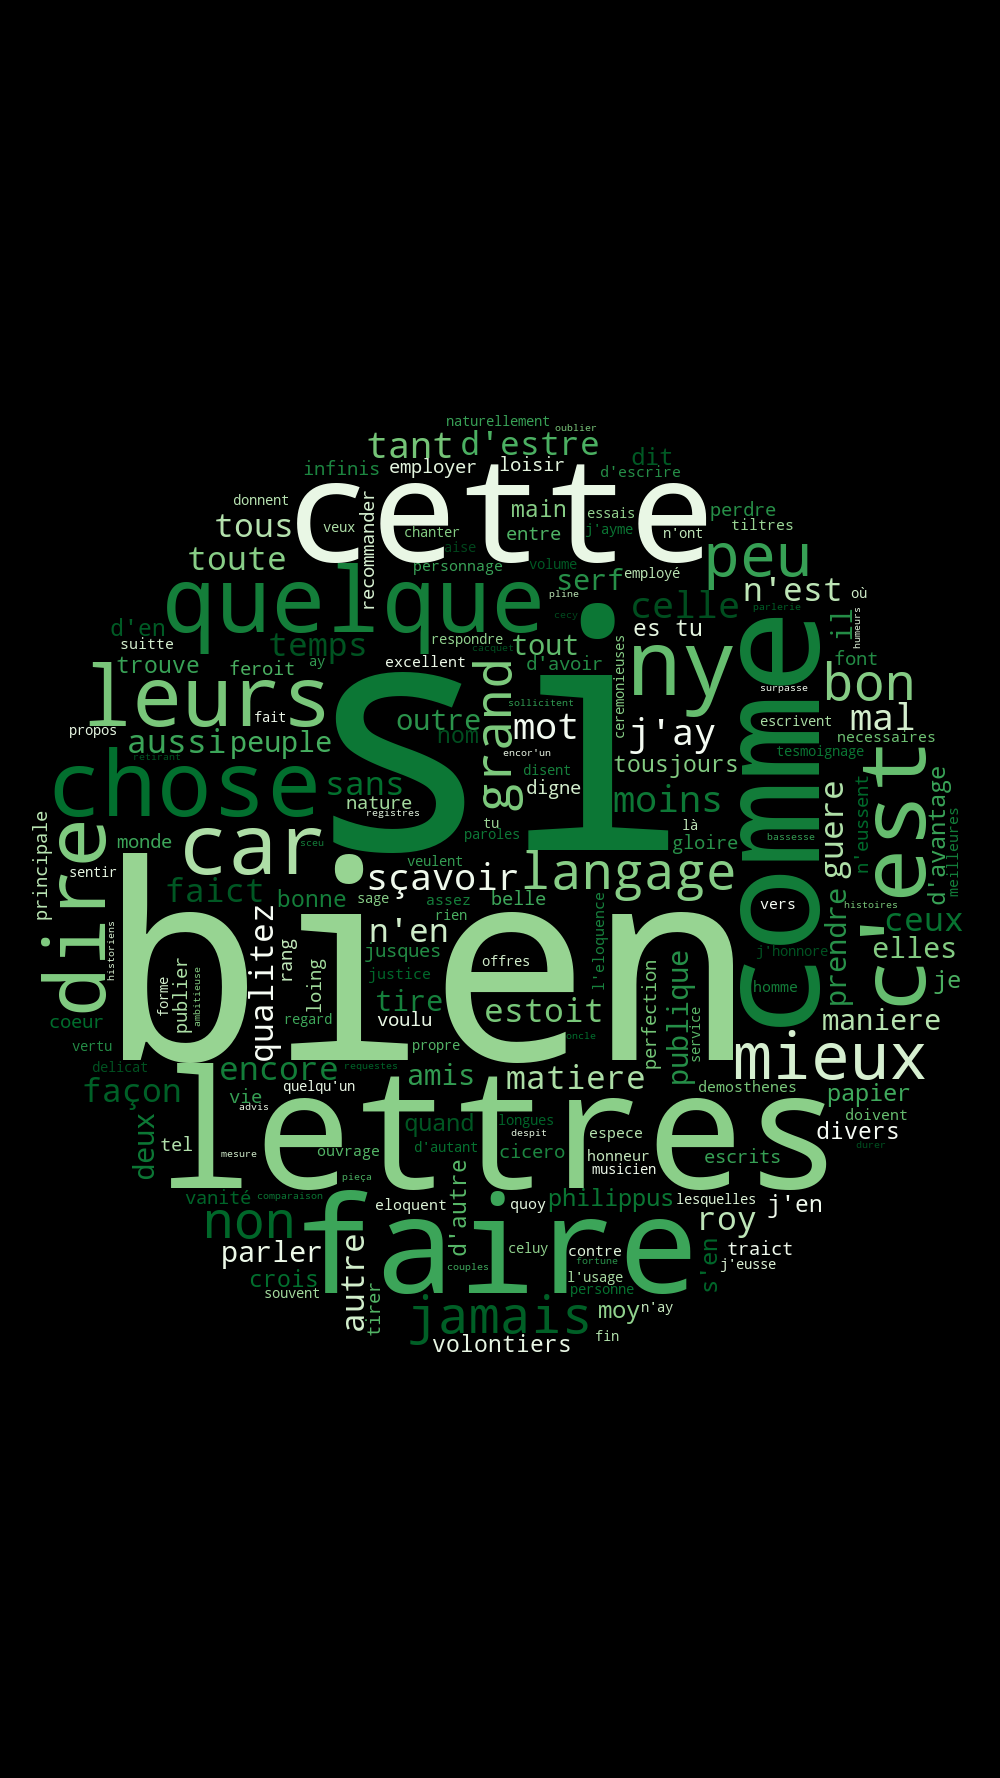 naturellement
oublier
tant
d'estre
infinis
employer
loisir
dit
d'escrire
cette
donnent
recommander
main
essais
perdre
tous
veux
chanter
entre
j'ayme
n'ont
tiltres
toute
aise
personnage
volume
serf
employé
peu
quelque
pline
n'est
où
cecy
celle
parlerie
d'en
suitte
temps
respondre
tout
es tu
il
humeurs
cacquet
trouve
feroit
ay
excellent
d'avoir
ceremonieuses
ny
font
leurs
fait
si
grand
sollicitent
surpasse
bon
propos
outre
nom
mot
j'ay
comme
escrivent
mal
aussi
peuple
encor'un
necessaires
retirant
tesmoignage
chose
sans
disent
tousjours
c'est
nature
digne
moins
guere
n'eussent
d'avantage
registres
principale
monde
car
sceu
tu
paroles
là
gloire
bassesse
meilleures
dire
sentir
veulent
langage
faict
sçavoir
bonne
sage
assez
belle
vers
histoires
rien
l'eloquence
prendre
ceux
historiens
bien
qualitez
n'en
rang
jusques
offres
j'honnore
elles
publier
forme
ambitieuse
loing
justice
perfection
publique
homme
je
tire
estoit
service
coeur
regard
voulu
maniere
vertu
propre
oncle
mieux
delicat
encore
requestes
amis
matiere
façon
quelqu'un
demosthenes
papier
vie
advis
lettres
doivent
deux
quand
longues
divers
tel
despit
espece
durer
mesure
ouvrage
d'autant
cicero
honneur
escrits
musicien
pieça
vanité
comparaison
d'autre
philippus
lesquelles
non
faire
eloquent
quoy
j'en
roy
parler
autre
celuy
contre
s'en
traict
fortune
j'eusse
crois
couples
l'usage
souvent
tirer
personne
jamais
moy
n'ay
volontiers
fin